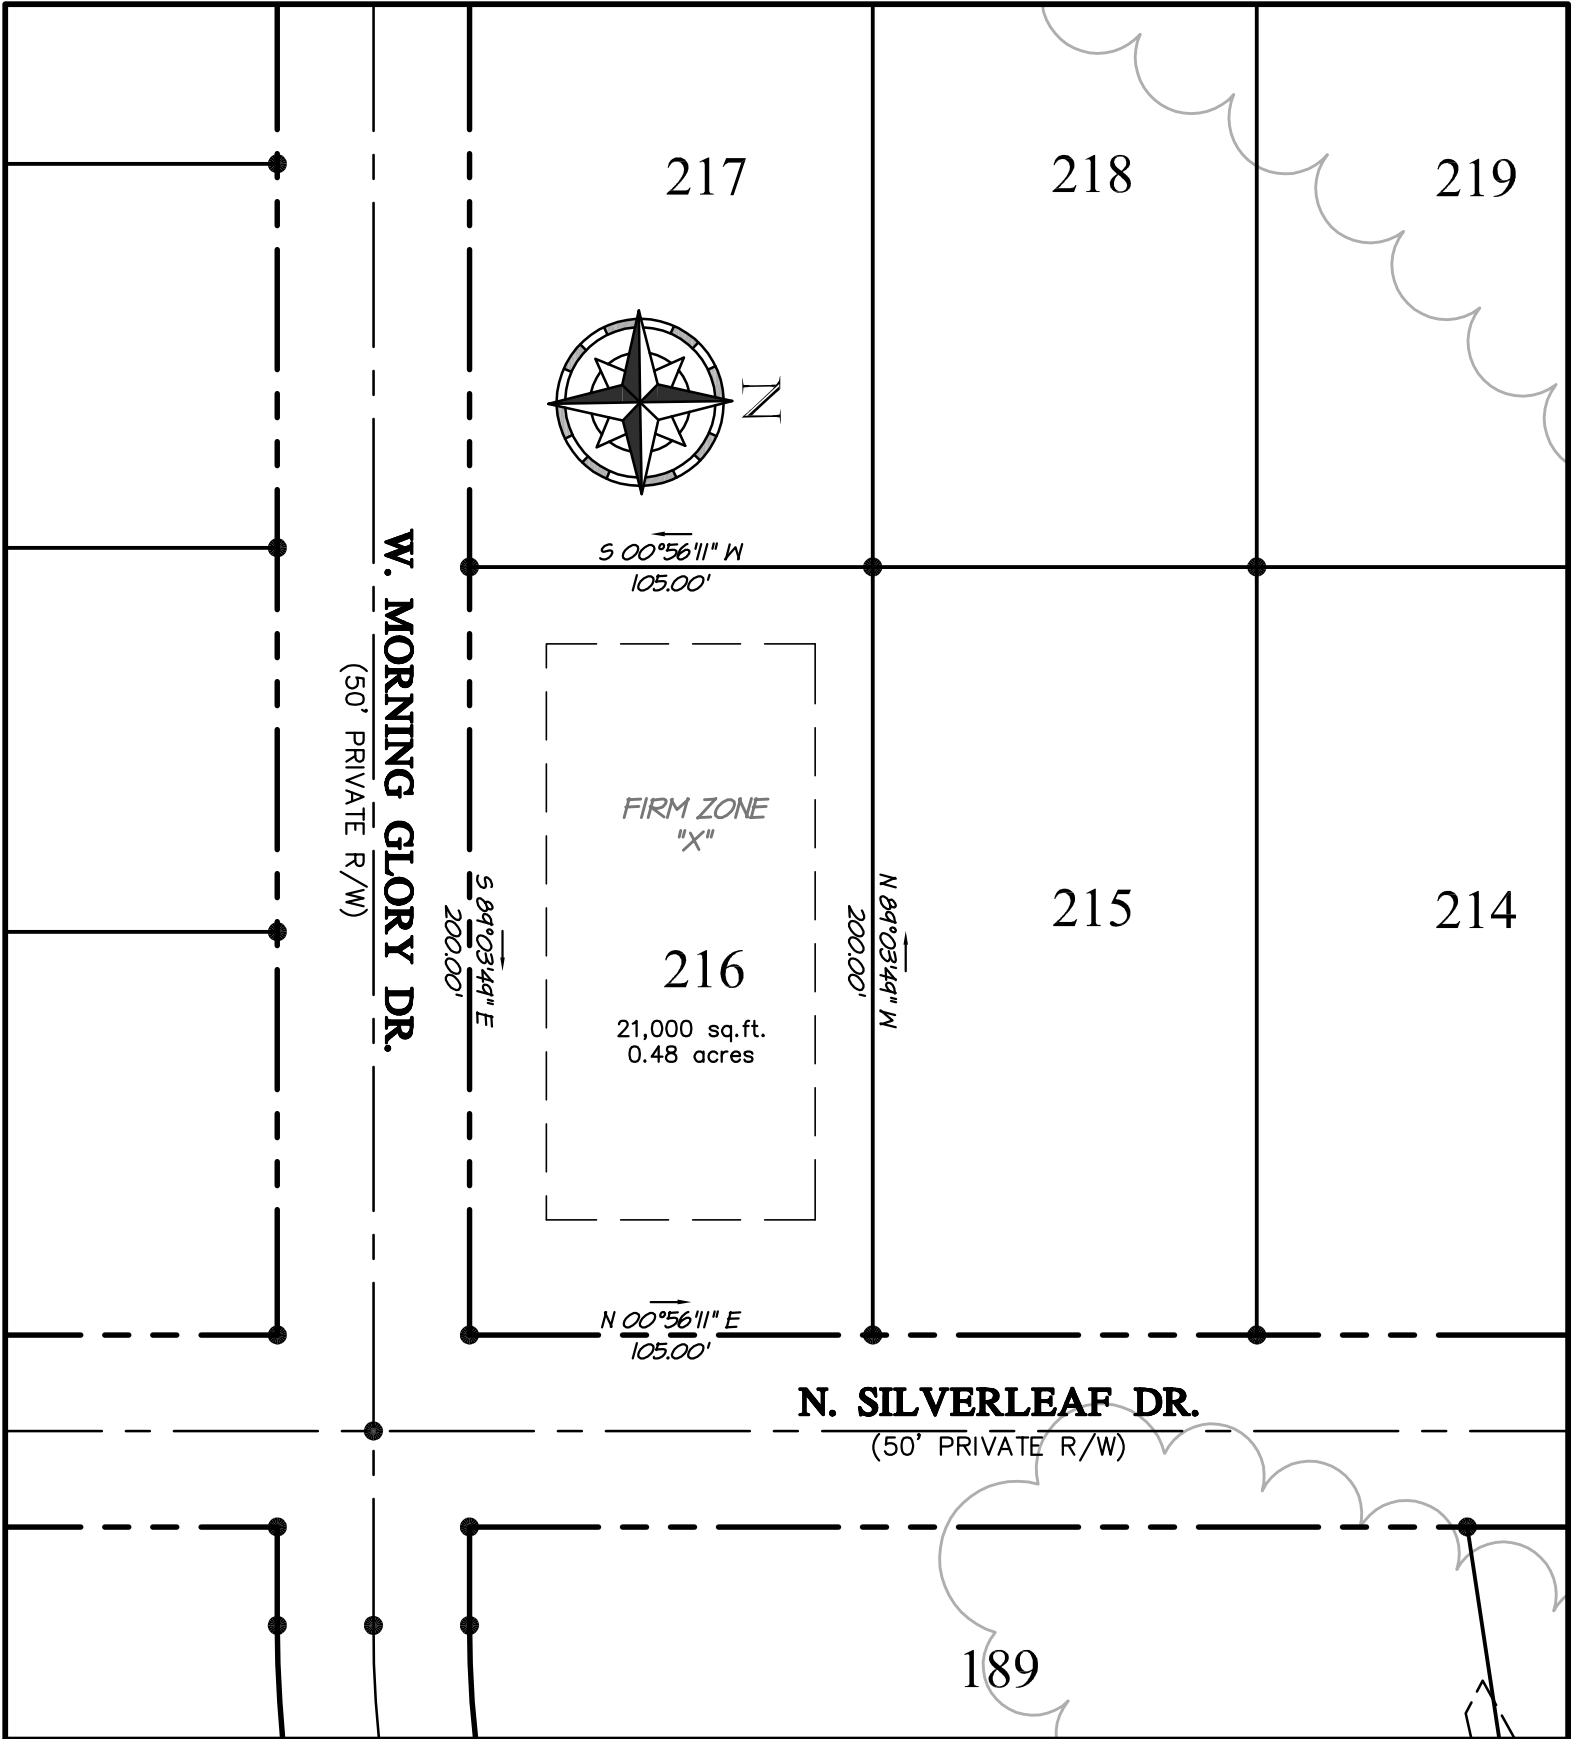 217
218
219
N
S 00°56'11" W
105.00'
W. MORNING GLORY DR.
(50' PRIVATE R/W)
FIRM ZONE
"X"
S 89°03'49" E
200.00'
N 89°03'49" W
200.00'
215
214
216
21,000 sq.ft.
0.48 acres
N 00°56'11" E
105.00'
N. SILVERLEAF DR.
(50' PRIVATE R/W)
189